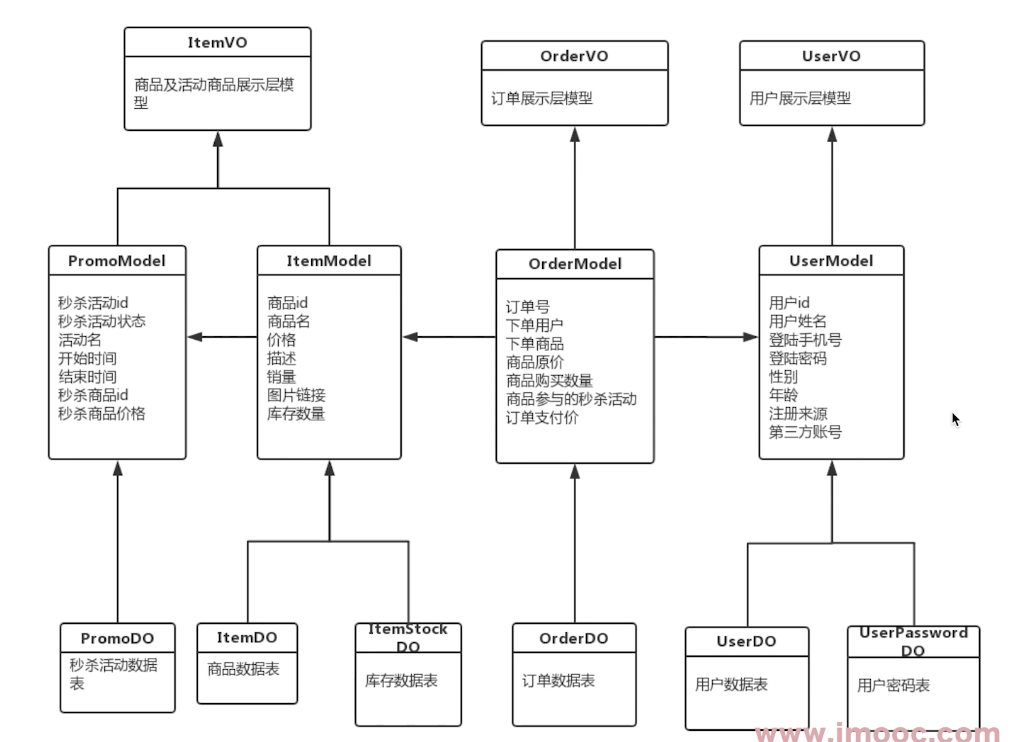 ItemVO
商品及活动商品展示层模
型
OrderVO
订单展示层模型
UserVO
用户展示层模型
PromoModel
秒杀活动id
秒杀活动状态
活动名
开始时间
结束时间
秒杀商品id
秒杀商品价格
ItemModel
商品id
商品名
价格
描述
销量
图片链接
库存数量
OrderModel
订单号
下单用户
下单商品
商品原价
商品购买数量
商品参与的秒杀活动
订单支付价
UserModel
用户id
用户姓名
登陆手机号
登陆密码
性别
年龄
注册来源
第三方账号
PromoDO
秒杀活动数据
表
ItemDO
商品数据表
ItemStock
DO
库存数据表
OrderDO
订单数据表
UserDO
用户数据表
UserPassword
DO
用户密码表
www.imooc.com